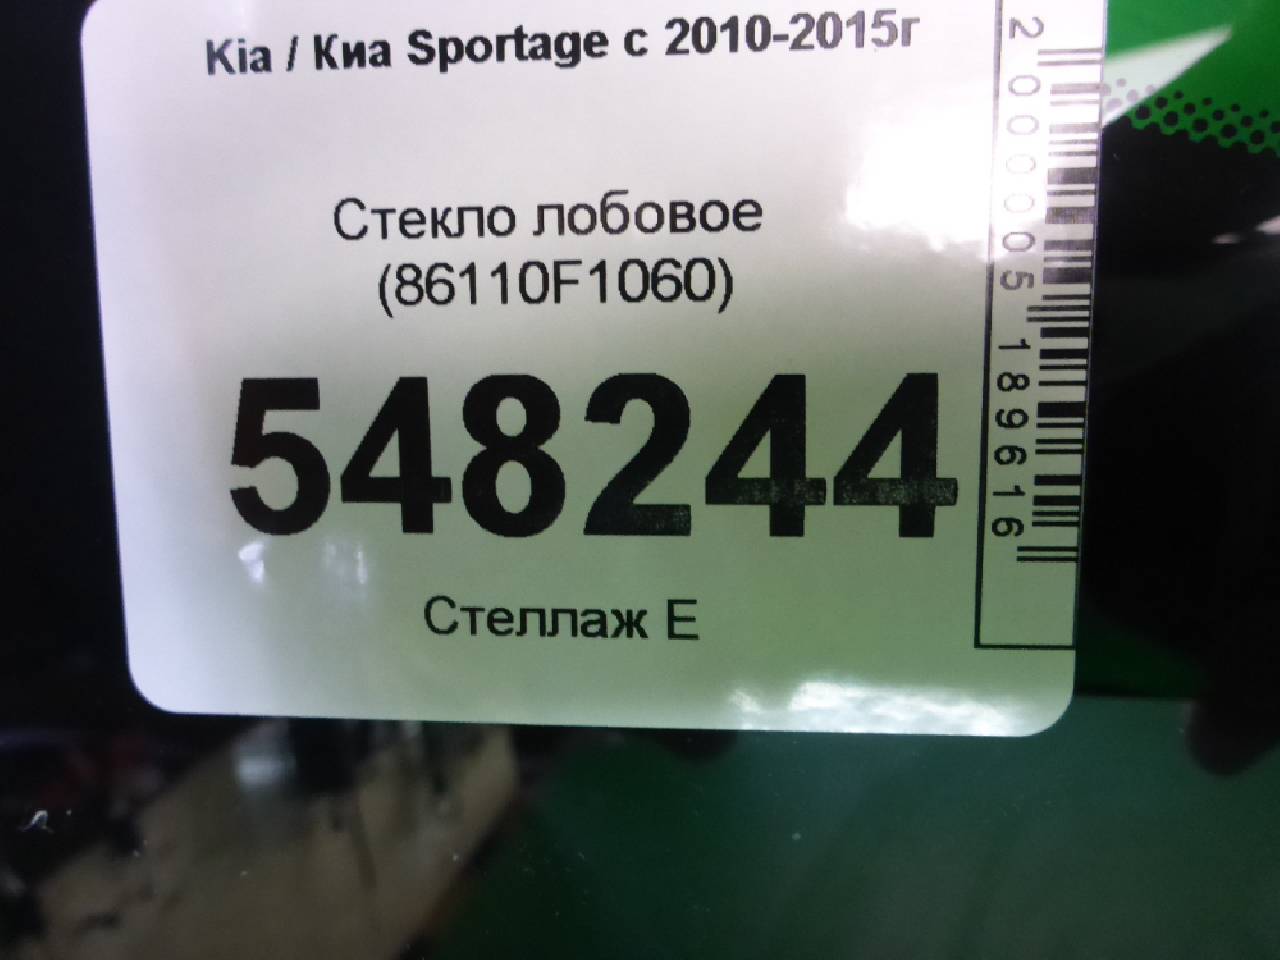 Kia / Киа Sportage с 2010-2015г
Стекло лобовое
(86110F1060)
548244
Стеллаж Е
2000005189616